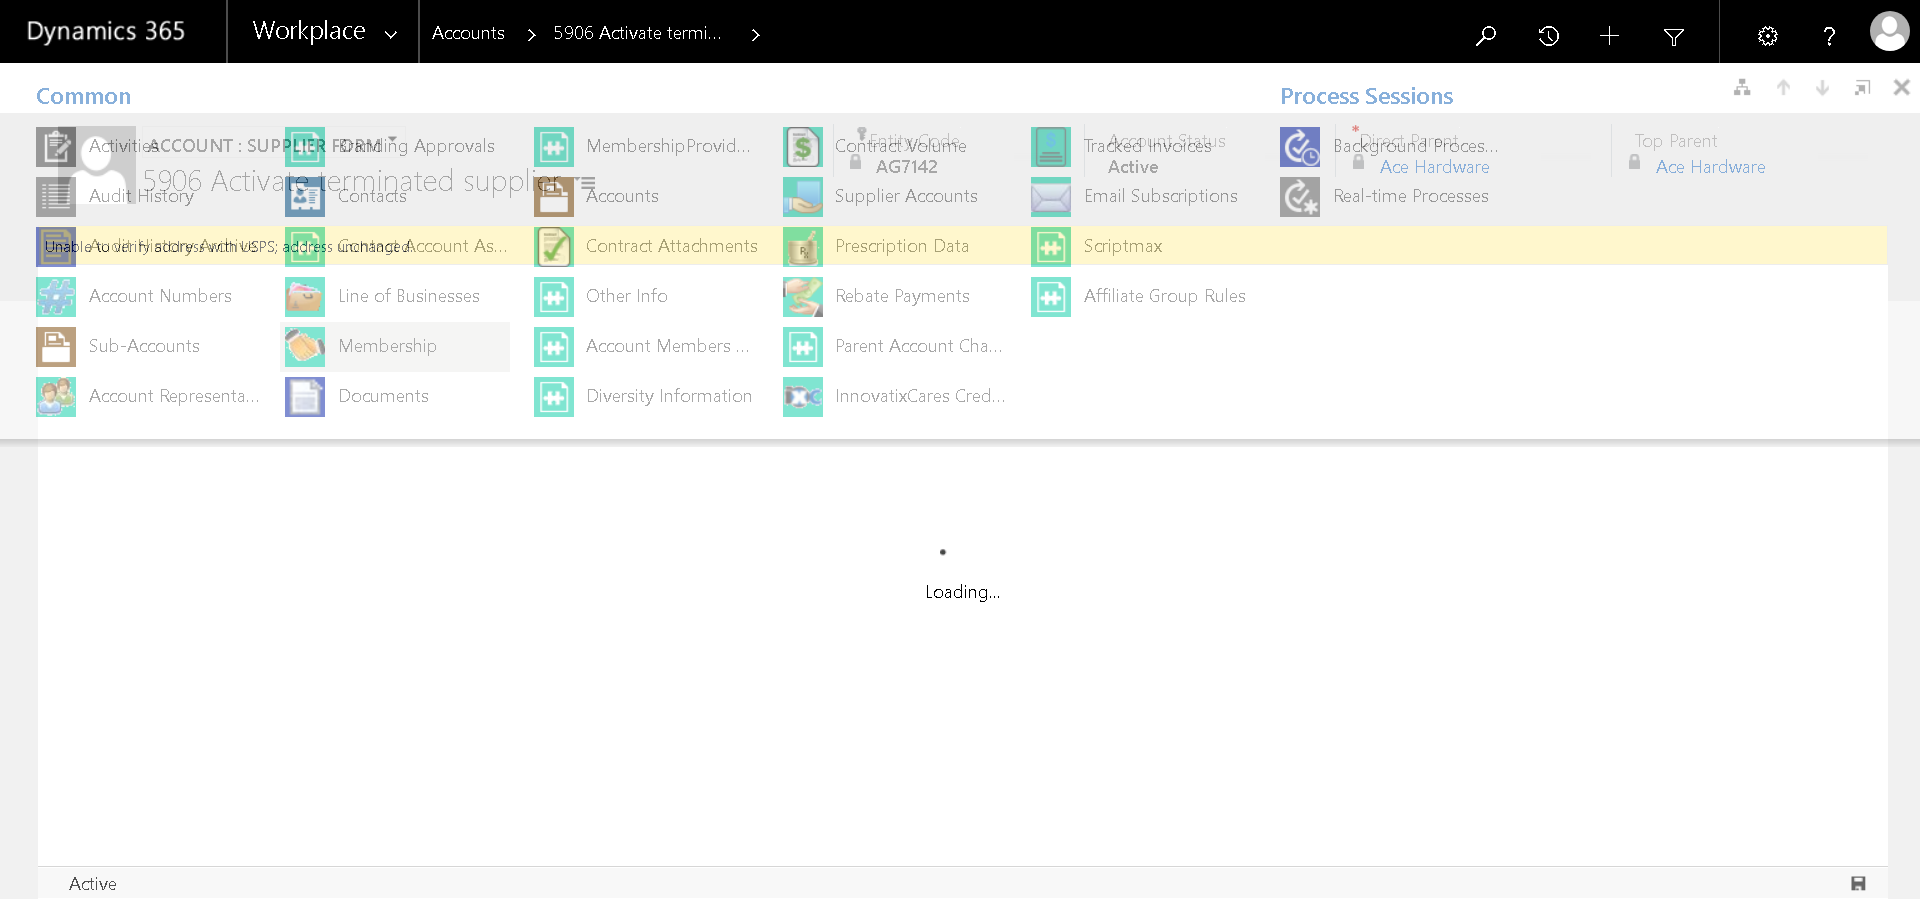 Dynamics 365
Workplace
Accounts
5906 Activate termi...
Common
Process Sessions
Activities
ACCOUNT : SUPPLIER FORM
Branding Approvals
MembershipProvid...
Contract Volume
Entity Code
AG7142
Tracked Invoices
Account Status
Active
Background Proces...
* Direct Parent
Ace Hardware
Top Parent
Ace Hardware
5906 Activate terminated supplier
Audit History
Contacts
Accounts
Supplier Accounts
Email Subscriptions
Real-time Processes
Unable to verify address with USPS; address unchanged.
Audit History Archive
Contact Account As...
Contract Attachments
Prescription Data
Scriptmax
Account Numbers
Line of Businesses
Other Info
Rebate Payments
Affiliate Group Rules
Sub-Accounts
Membership
Account Members ...
Parent Account Cha...
Account Representa...
Documents
Diversity Information
InnovatixCares Cred...
Loading...
Active